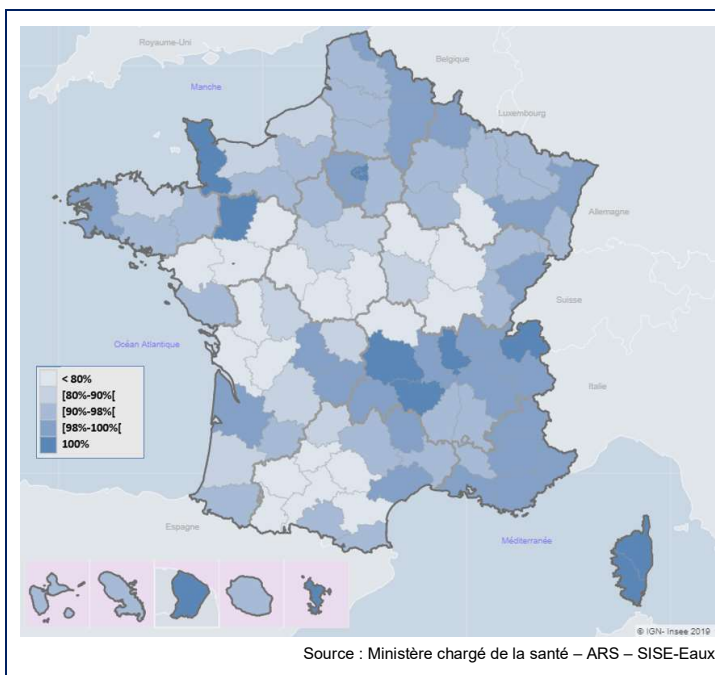 Royaume-Uni
Belgique
Manche
Luxembourg
Allemagne
Suisse
Océan Atlantique
< 80%
[80%-90%[
[90%-98%[
[98%-100%[
100%
Italie
Espagne
Méditerranée
© IGN- Insee 2019
Source : Ministère chargé de la santé – ARS – SISE-Eaux